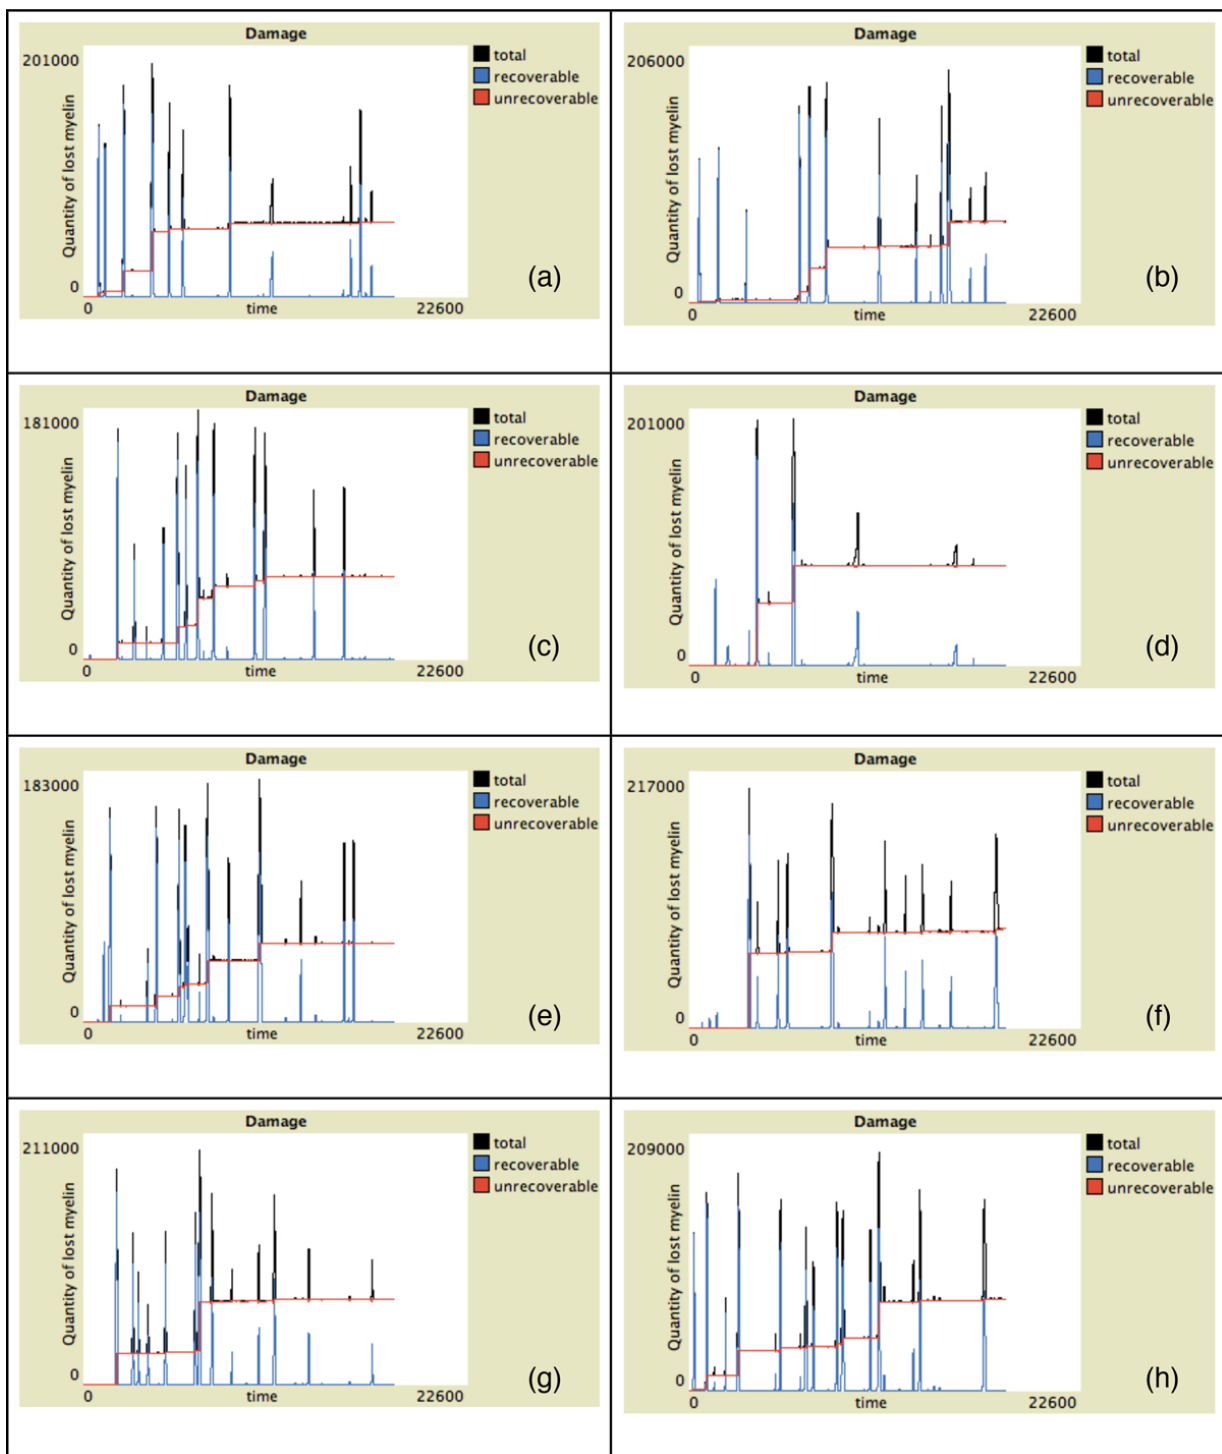 Damage
201000
Quantity of lost myelin
0
0
time
22600
total
recoverable
unrecoverable
(a)
Damage
206000
Quantity of lost myelin
0
0
time
22600
total
recoverable
unrecoverable
(b)
Damage
181000
Quantity of lost myelin
0
0
time
22600
total
recoverable
unrecoverable
(c)
Damage
201000
Quantity of lost myelin
0
0
time
22600
total
recoverable
unrecoverable
(d)
Damage
183000
Quantity of lost myelin
0
0
time
22600
total
recoverable
unrecoverable
(e)
Damage
217000
Quantity of lost myelin
0
0
time
22600
total
recoverable
unrecoverable
(f)
Damage
211000
Quantity of lost myelin
0
0
time
22600
total
recoverable
unrecoverable
(g)
Damage
209000
Quantity of lost myelin
0
0
time
22600
total
recoverable
unrecoverable
(h)